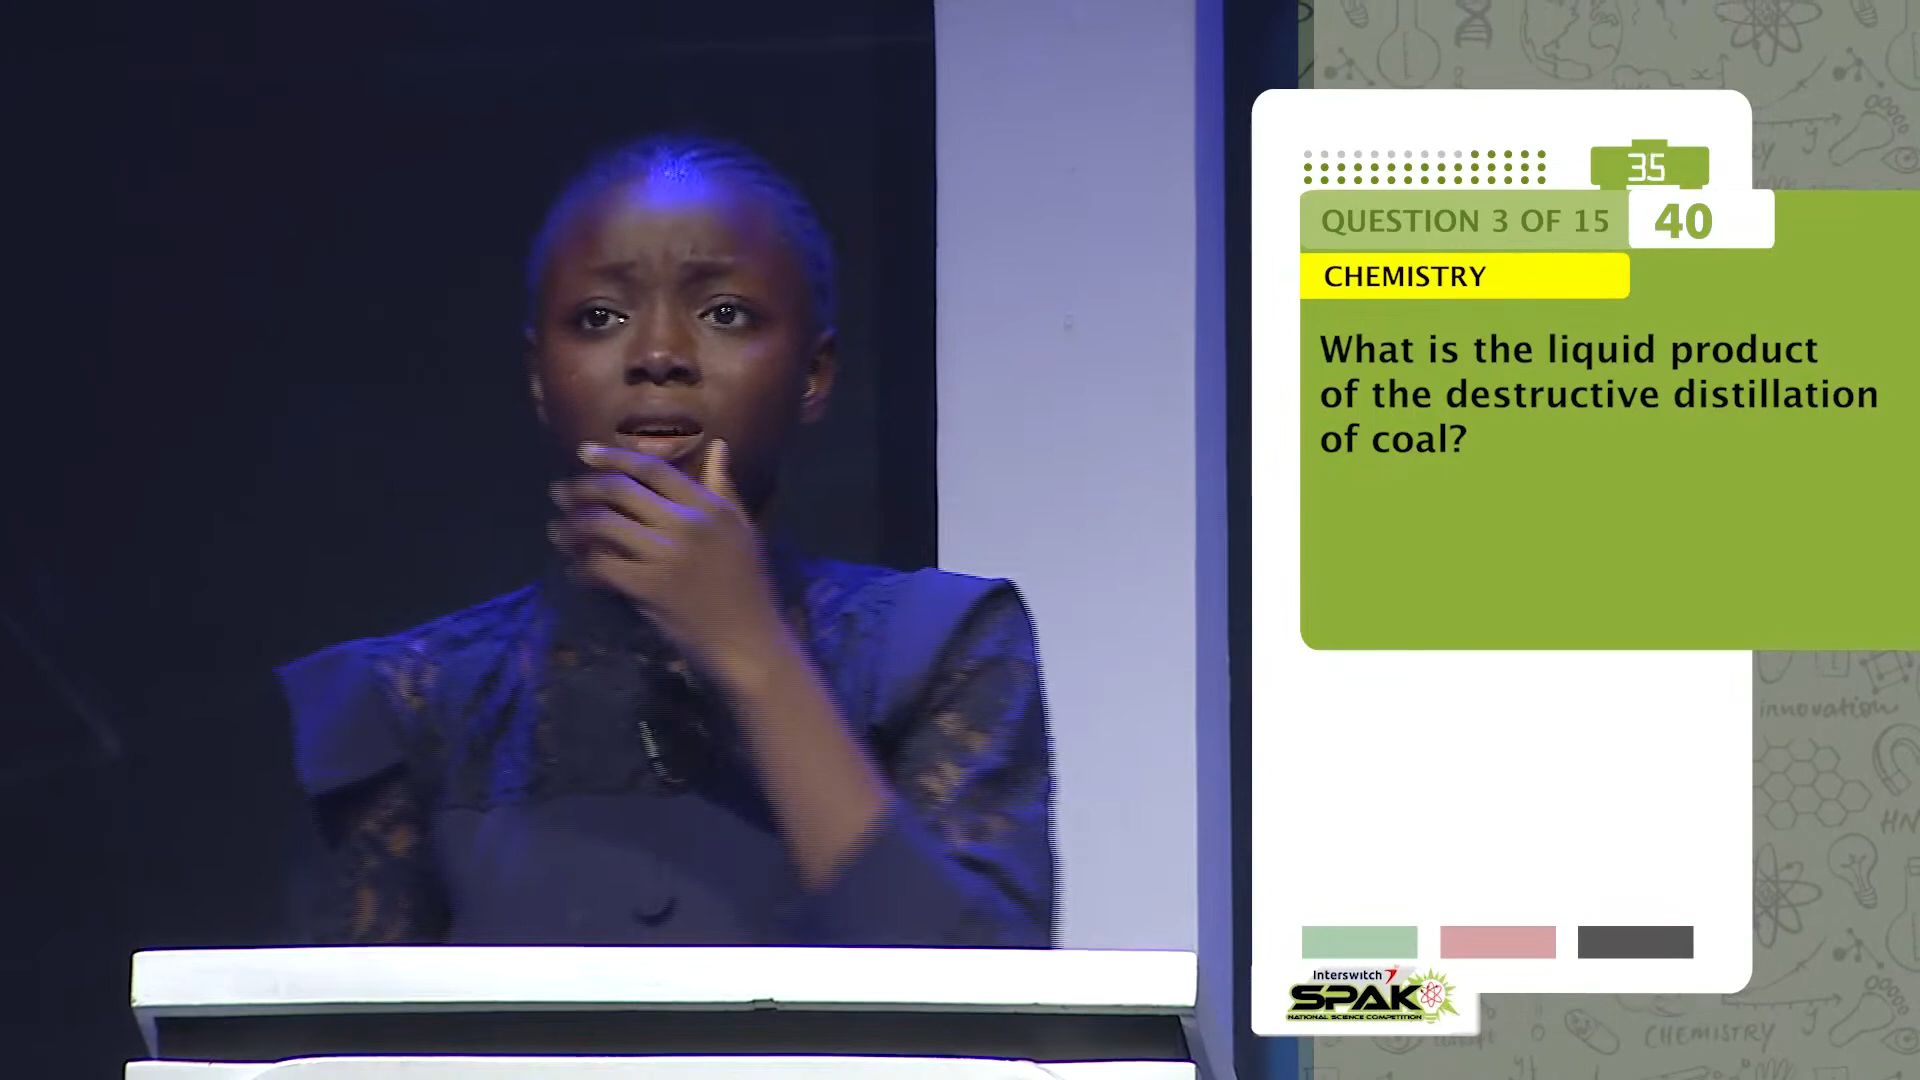 35
QUESTION 3 OF 15
40
CHEMISTRY
What is the liquid product
of the destructive distillation
of coal?
innovation
HN
Interswitch
SPAK
NATIONAL SCIENCE COMPETITION
CHEMISTRY
y